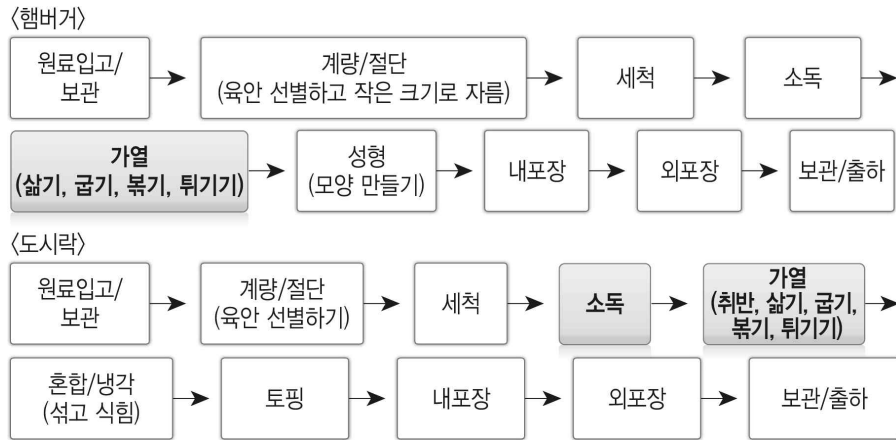 〈햄버거〉
원료입고/
보관
계량/절단
(육안 선별하고 작은 크기로 자름)
세척
소독
가열
(삶기, 굽기, 볶기, 튀기기)
성형
(모양 만들기)
내포장
외포장
보관/출하
〈도시락〉
원료입고/
보관
계량/절단
(육안 선별하기)
세척
소독
가열
(취반, 삶기, 굽기,
볶기, 튀기기)
혼합/냉각
(섞고 식힘)
토핑
내포장
외포장
보관/출하